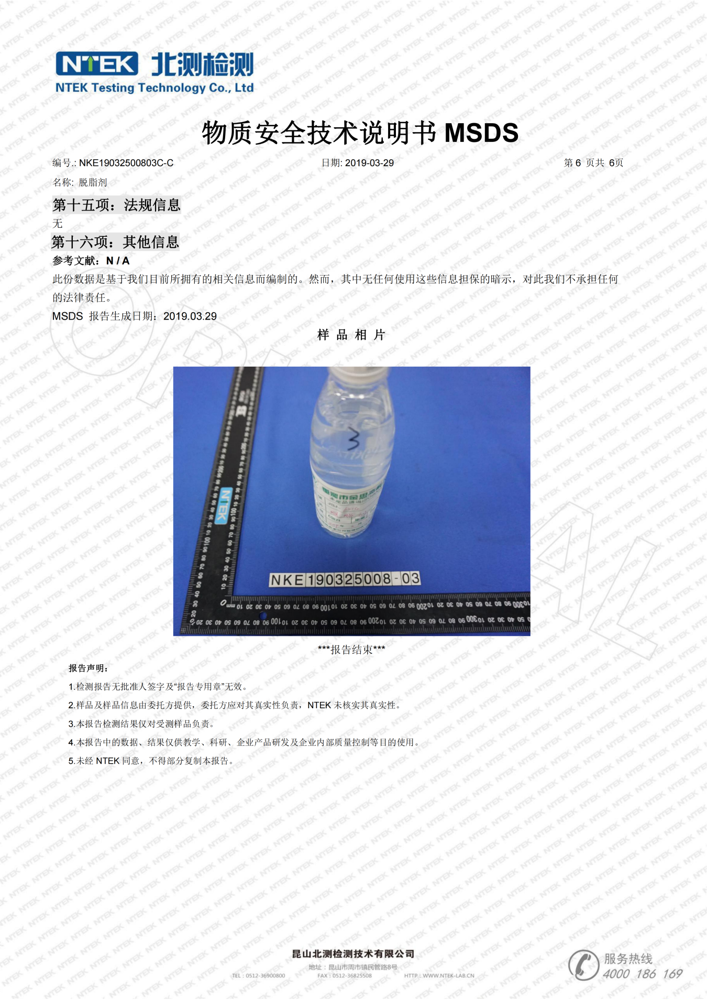 NTEK 北测检测
NTEK Testing Technology Co., Ltd
物质安全技术说明书 MSDS
编号.: NKE19032500803C-C 日期: 2019-03-29 第 6 页共 6页
名称: 脱脂剂
第十五项：法规信息
无
第十六项：其他信息
参考文献：N / A
此份数据是基于我们目前所拥有的相关信息而编制的。然而，其中无任何使用这些信息担保的暗示，对此我们不承担任何
的法律责任。
MSDS 报告生成日期：2019.03.29
样 品 相 片
3
NTEK
NKE190325008-03
***报告结束***
报告声明：
1.检测报告无批准人签字及“报告专用章”无效。
2.样品及样品信息由委托方提供，委托方应对其真实性负责，NTEK 未核实其真实性。
3.本报告检测结果仅对受测样品负责。
4.本报告中的数据、结果仅供教学、科研、企业产品研发及企业内部质量控制等目的使用。
5.未经 NTEK 同意，不得部分复制本报告。
昆山北测检测技术有限公司
地址：昆山市周市镇民管路8号
TEL : 0512-36900800 FAX : 0512-36825508 HTTP : WWW.NTEK-LAB.CN
服务热线
4000 186 169